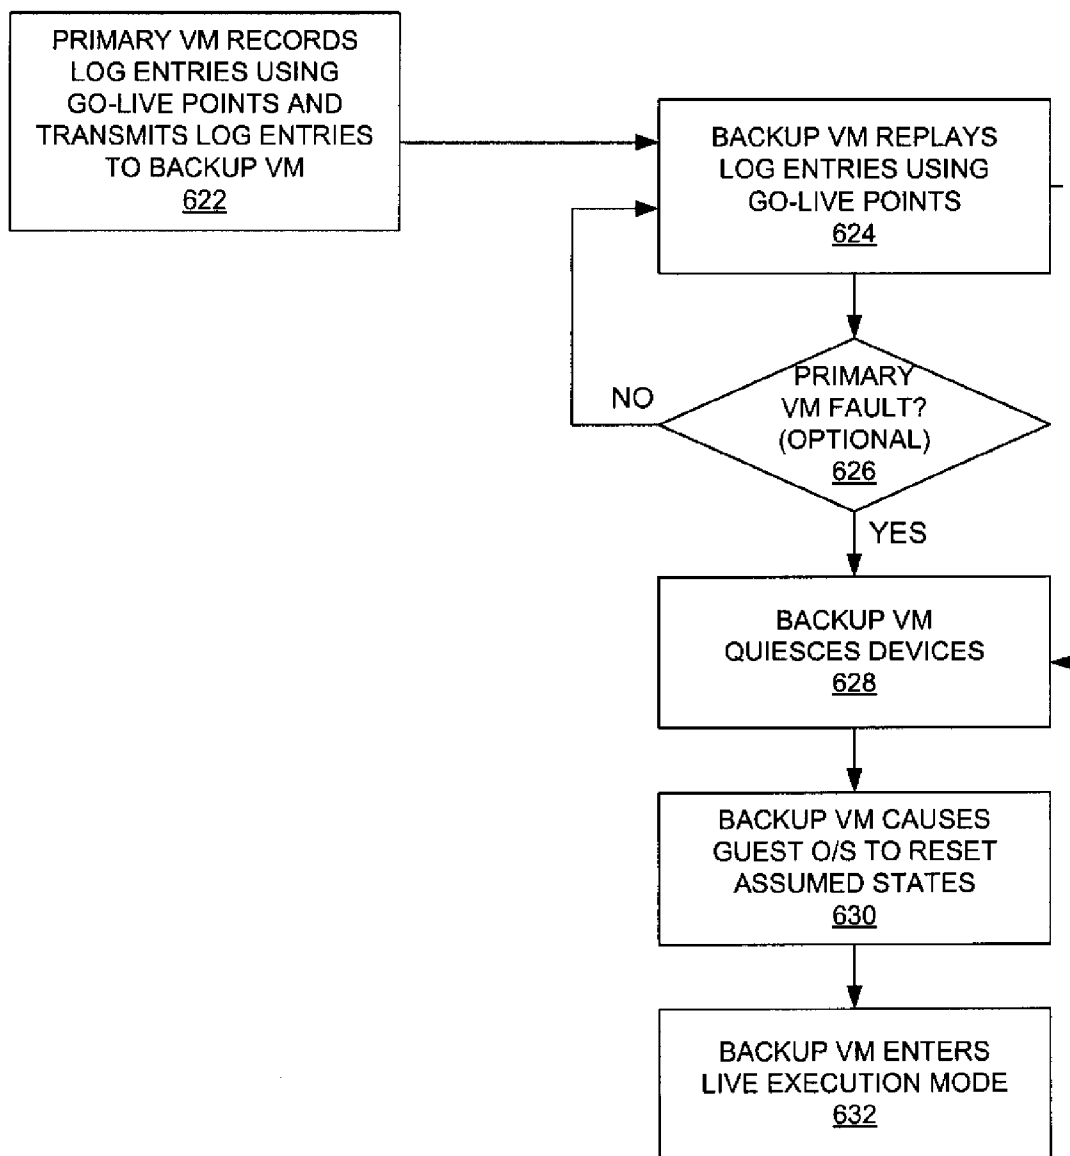 PRIMARY VM RECORDS
LOG ENTRIES USING
GO-LIVE POINTS AND
TRANSMITS LOG ENTRIES
TO BACKUP VM
622
BACKUP VM REPLAYS
LOG ENTRIES USING
GO-LIVE POINTS
624
PRIMARY
VM FAULT?
(OPTIONAL)
626
NO
YES
BACKUP VM
QUIESCES DEVICES
628
BACKUP VM CAUSES
GUEST O/S TO RESET
ASSUMED STATES
630
BACKUP VM ENTERS
LIVE EXECUTION MODE
632